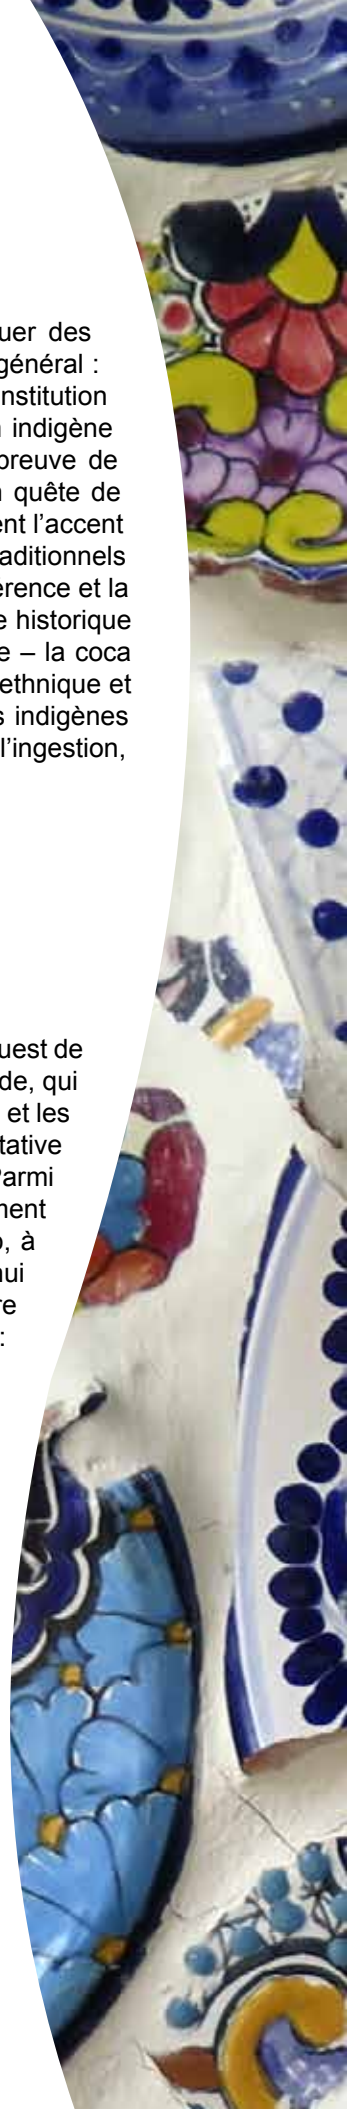 uer des
général :
nstitution
indigène
preuve de
quête de
ent l’accent
aditionnels
érence et la
e historique
e – la coca
ethnique et
s indigènes
l’ingestion,
uest de
de, qui
et les
tative
Parmi
ment
, à
nui
re
: